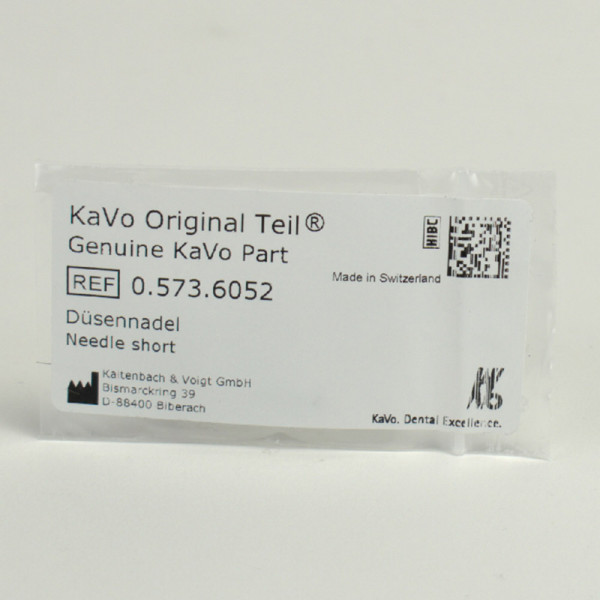 KaVo Original Teil®
Genuine KaVo Part
HIBC
Made in Switzerland
REF 0.573.6052
Düsennadel
Needle short
Kaltenbach & Voigt GmbH
Bismarckring 39
D-88400 Biberach
KaVo. Dental Excellence.